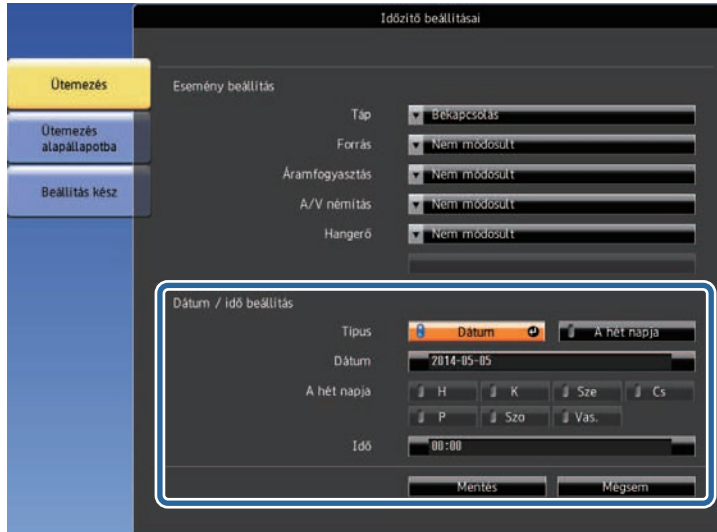 Időzítő beállításai
Ütemezés
Ütemezés alapállapotba
Beállítás kész
Esemény beállítás
Táp Bekapcsolás
Forrás Nem módosult
Áramfogyasztás Nem módosult
A/V némítás Nem módosult
Hangerő Nem módosult
Dátum / idő beállítás
Típus Dátum A hét napja
Dátum 2014-05-05
A hét napja H K Sze Cs
P Szo Vas.
Idő 00:00
Mentés Mégsem